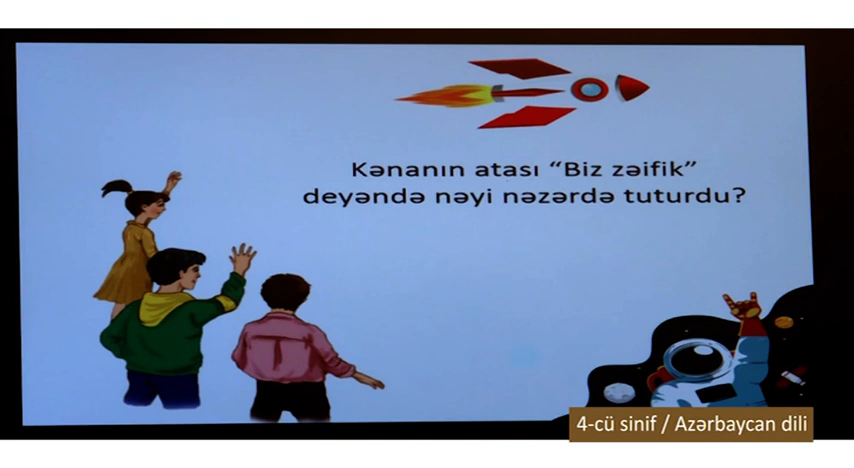 Kənanın atası “Biz zəifik”
deyəndə nəyi nəzərdə tuturdu?
4-cü sinif / Azərbaycan dili